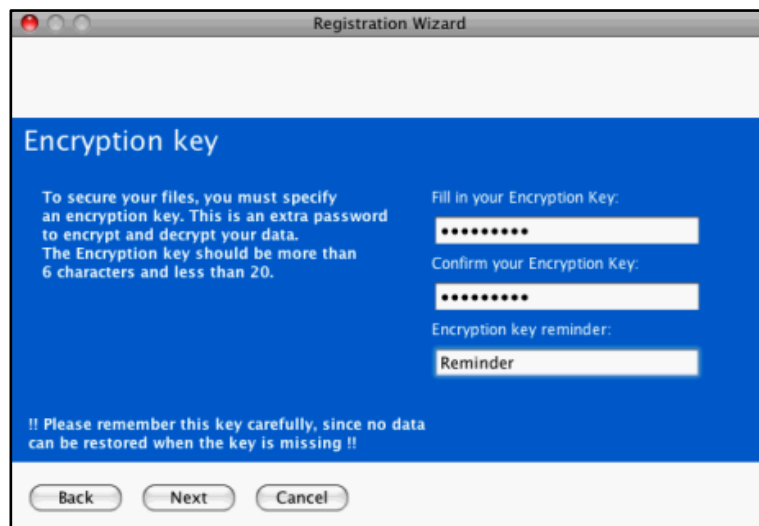 Registration Wizard
Encryption key
To secure your files, you must specify
an encryption key. This is an extra password
to encrypt and decrypt your data.
The Encryption key should be more than
6 characters and less than 20.
Fill in your Encryption Key:
•••••••••
Confirm your Encryption Key:
•••••••••
Encryption key reminder:
Reminder
!! Please remember this key carefully, since no data
can be restored when the key is missing !!
Back Next Cancel